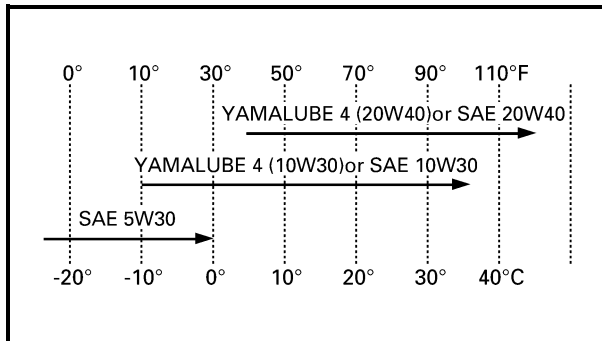 0° 10° 30° 50° 70° 90° 110°F
YAMALUBE 4 (20W40)or SAE 20W40
YAMALUBE 4 (10W30)or SAE 10W30
SAE 5W30
-20° -10° 0° 10° 20° 30° 40°C